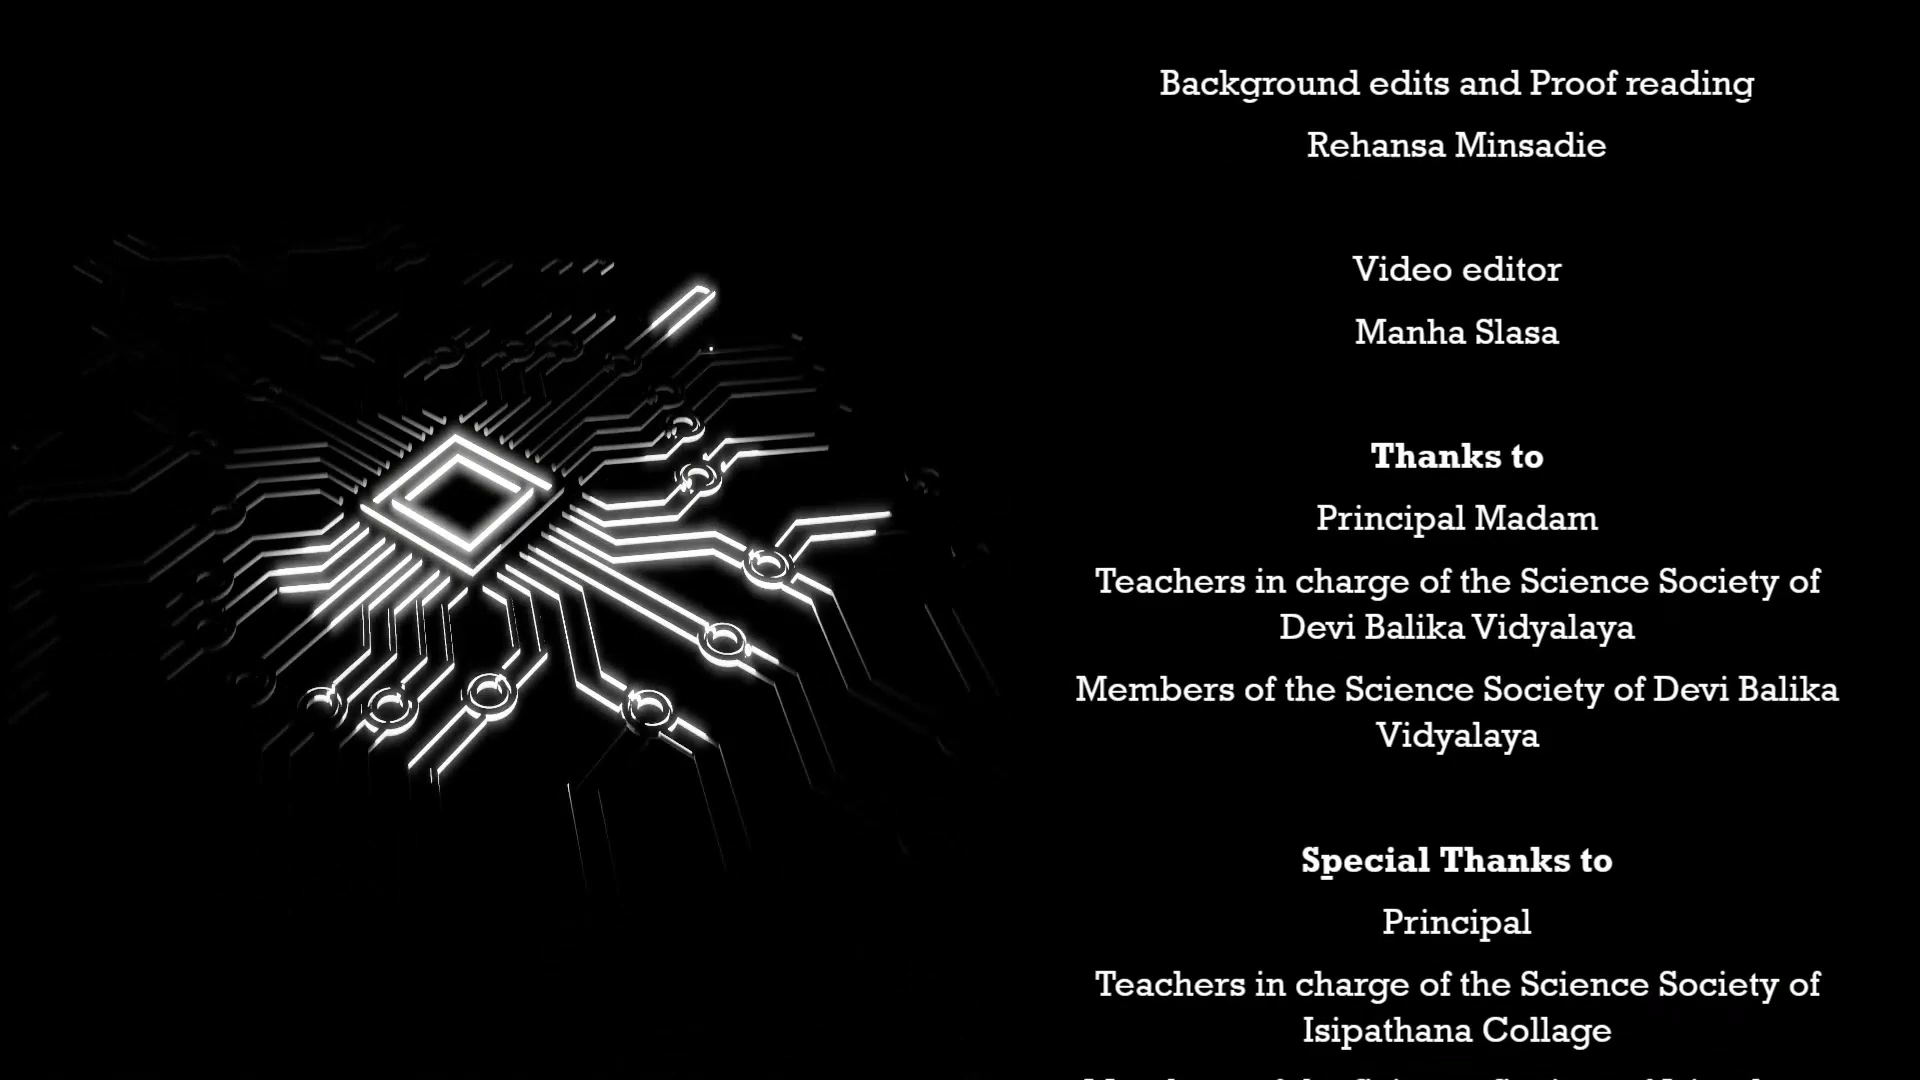 Background edits and Proof reading
Rehansa Minsadie
Video editor
Manha Slasa
Thanks to
Principal Madam
Teachers in charge of the Science Society of
Devi Balika Vidyalaya
Members of the Science Society of Devi Balika
Vidyalaya
Special Thanks to
Principal
Teachers in charge of the Science Society of
Isipathana Collage